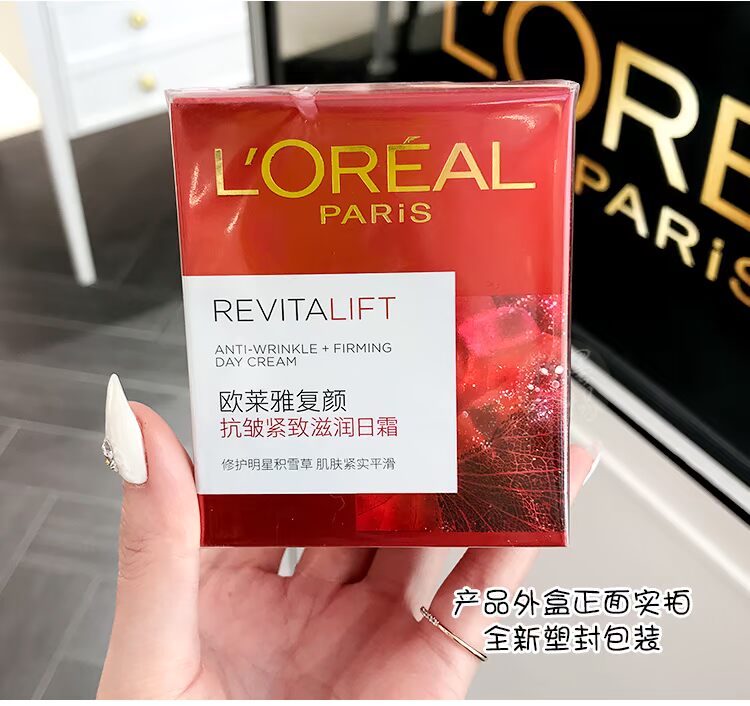 L'ORÉAL
PARiS
L'ORE
PARiS
REVITALIFT
ANTI-WRINKLE + FIRMING
DAY CREAM
欧莱雅复颜
抗皱紧致滋润日霜
修护明星积雪草 肌肤紧实平滑
产品外盒正面实拍
全新塑封包装